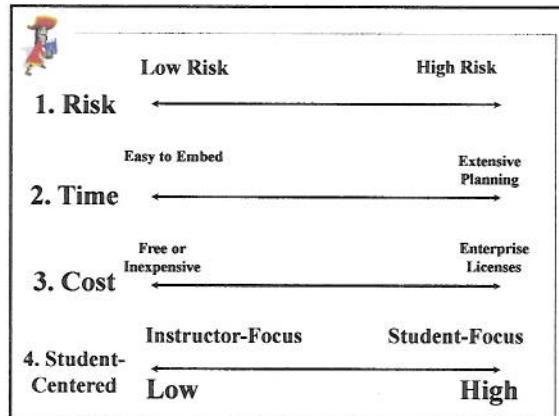 Low Risk High Risk
1. Risk
Easy to Embed Extensive
Planning
2. Time
Free or Enterprise
Inexpensive Licenses
3. Cost
Instructor-Focus Student-Focus
4. Student-
Centered Low High